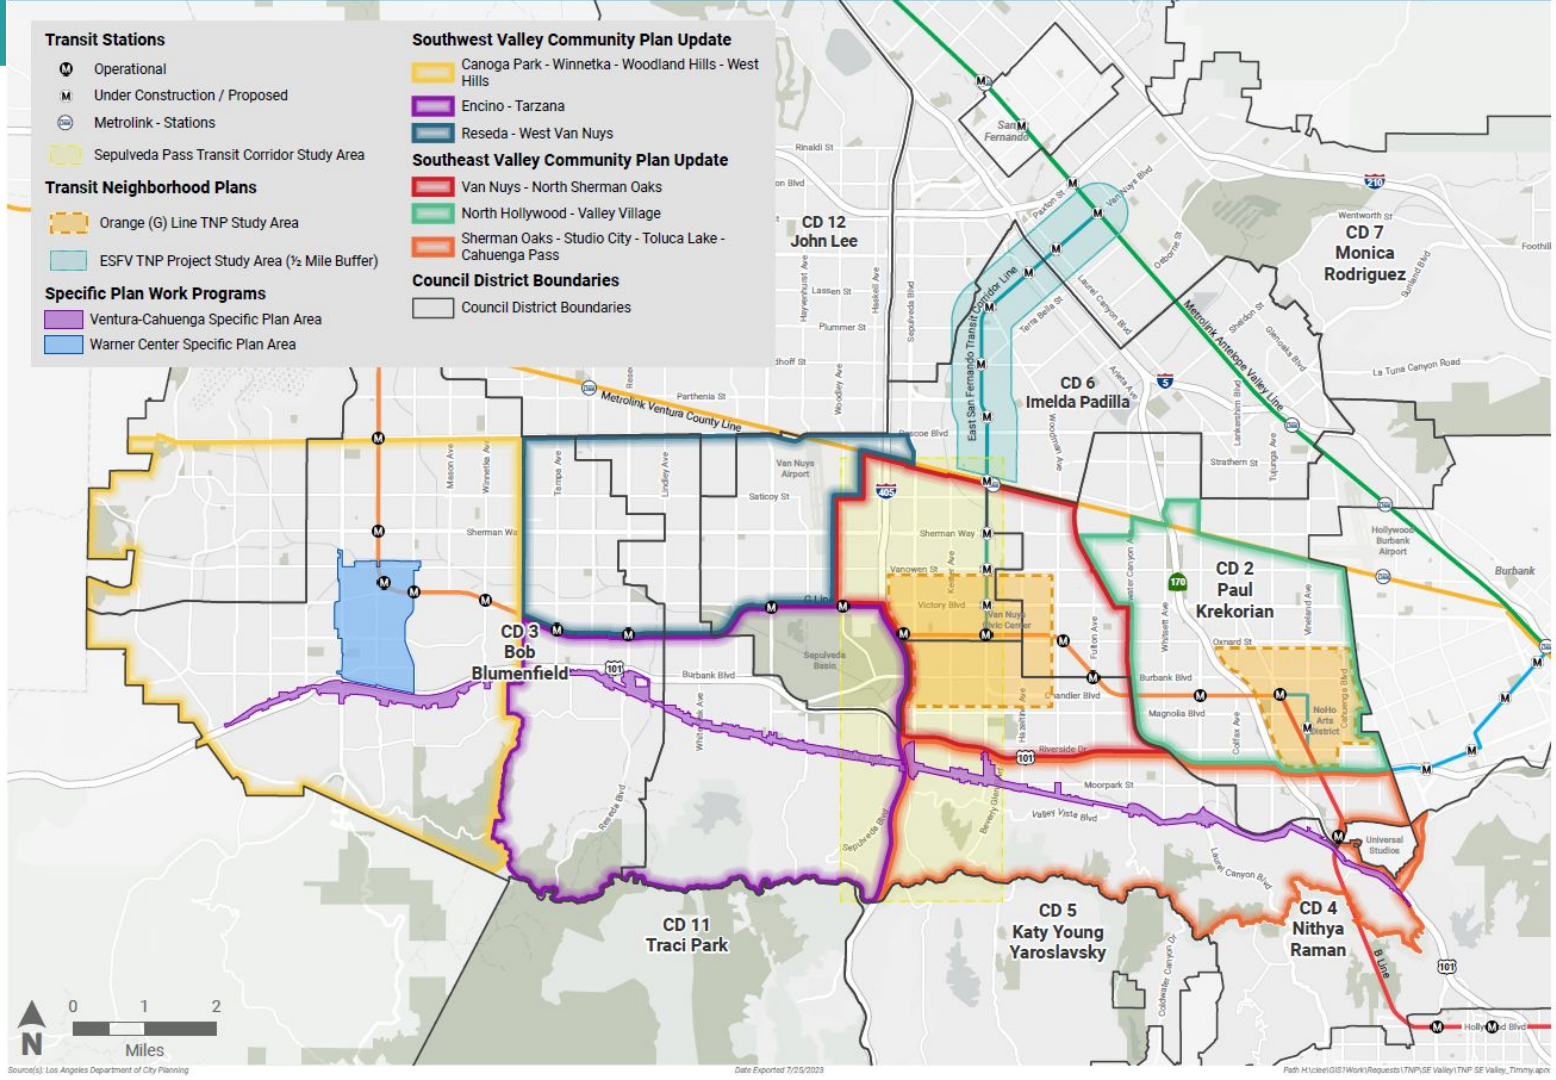 Transit Stations
Operational
Under Construction / Proposed
Metrolink - Stations
Sepulveda Pass Transit Corridor Study Area
Transit Neighborhood Plans
Orange (G) Line TNP Study Area
ESFV TNP Project Study Area (½ Mile Buffer)
Specific Plan Work Programs
Ventura-Cahuenga Specific Plan Area
Warner Center Specific Plan Area
Southwest Valley Community Plan Update
Canoga Park - Winnetka - Woodland Hills - West
Hills
Encino - Tarzana
Reseda - West Van Nuys
Southeast Valley Community Plan Update
Van Nuys - North Sherman Oaks
North Hollywood - Valley Village
Sherman Oaks - Studio City - Toluca Lake -
Cahuenga Pass
Council District Boundaries
Council District Boundaries
San
Fernando
Rinaldi St
Paxton St
Van Nuys Blvd
210
Wentworth St
CD 12
John Lee
CD 7
Monica
Rodriguez
Osborne St
Sunland Blvd
Foothill
Hayvenhurst Ave
Haskell Ave
Sepulveda Blvd
Lassen St
Plummer St
East San Fernando Transit Corridor Line
Laurel Canyon Blvd
Terra Bella St
Metrolink Antelope Valley Line
Sheldon St
Glenoaks Blvd
La Tuna Canyon Road
Woodley Ave
Parthenia St
Metrolink Ventura County Line
CD 6
Imelda Padilla
Arleta Ave
5
Woodman Ave
Lankershim Blvd
Tujunga Ave
Strathern St
Mason Ave
Winnetka Ave
Tampa Ave
Lindley Ave
Van Nuys
Airport
Saticoy St
405
Sherman Way
Vanowen St
Kester Ave
Hollywood
Burbank
Airport
Burbank
170
CD 2
Paul
Krekorian
Victory Blvd
Van Nuys
Civic Center
Fulton Ave
Whitsett Ave
Vineland Ave
Oxnard St
CD 3
Bob
Blumenfield
101
Burbank Blvd
Sepulveda
Basin
Burbank Blvd
Chandler Blvd
Magnolia Blvd
Colfax Ave
NoHo
Arts
District
Cahuenga Blvd
Hazeltine Ave
Riverside Dr
101
Moorpark St
Valley Vista Blvd
Reseda Blvd
Sepulveda Blvd
Laurel Canyon Blvd
Universal
Studios
CD 11
Traci Park
CD 5
Katy Young
Yaroslavsky
CD 4
Nithya
Raman
Coldwater Canyon Dr
B Line
101
0 1 2
Miles
N
Source(s): Los Angeles Department of City Planning
Date Exported 7/25/2023